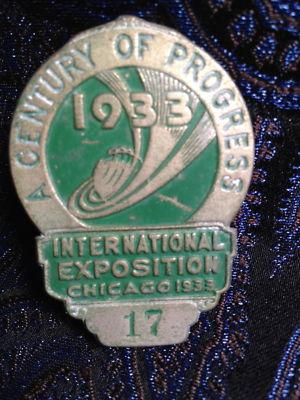 A CENTURY OF PROGRESS
1933
INTERNATIONAL
EXPOSITION
CHICAGO 1933
17